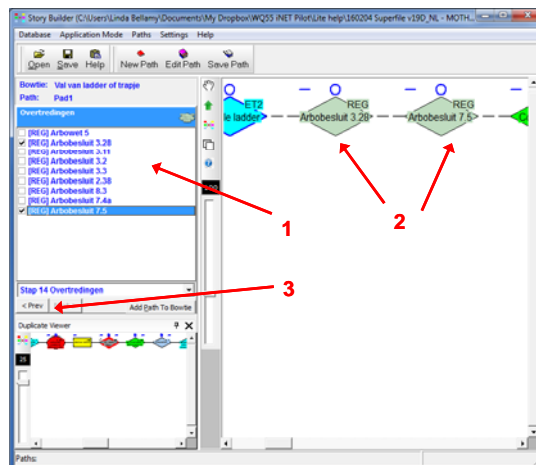 Story Builder (C:\Users\Linda Bellamy\Documents\My Dropbox\WQ55 iNET Pilot\Lite help\160204 Superfile v19D_NL - MOTH...
Database Application Mode Paths Settings Help
Open Save Help New Path Edit Path Save Path
Bowtie: Val van ladder of trapje
Path: Pad1
Overtredingen
[REG] Arbowet 5
[REG] Arbobesluit 3.28
[REG] Arbobesluit 3.11
[REG] Arbobesluit 3.2
[REG] Arbobesluit 3.3
[REG] Arbobesluit 2.38
[REG] Arbobesluit 8.3
[REG] Arbobesluit 7.4a
[REG] Arbobesluit 7.5
1
Stap 14 Overtredingen
< Prev
Add Path To Bowtie
3
Duplicate Viewer
25
ET2
le ladder
REG
Arbobesluit 3.28
REG
Arbobesluit 7.5
2
Paths: